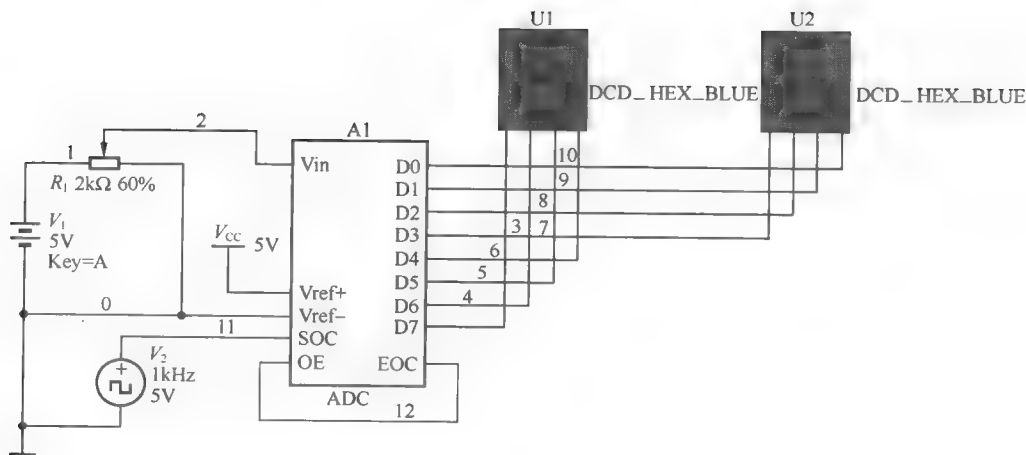 U1
U2
DCD_HEX_BLUE
DCD_HEX_BLUE
2
A1
1
Vin
D0
10
R1 2kΩ 60%
D1
9
D2
8
V1
5V
Key=A
VCC
5V
D3
3
7
D4
6
D5
5
0
Vref+
D6
4
Vref−
D7
11
SOC
V2
1kHz
5V
OE
EOC
ADC
12